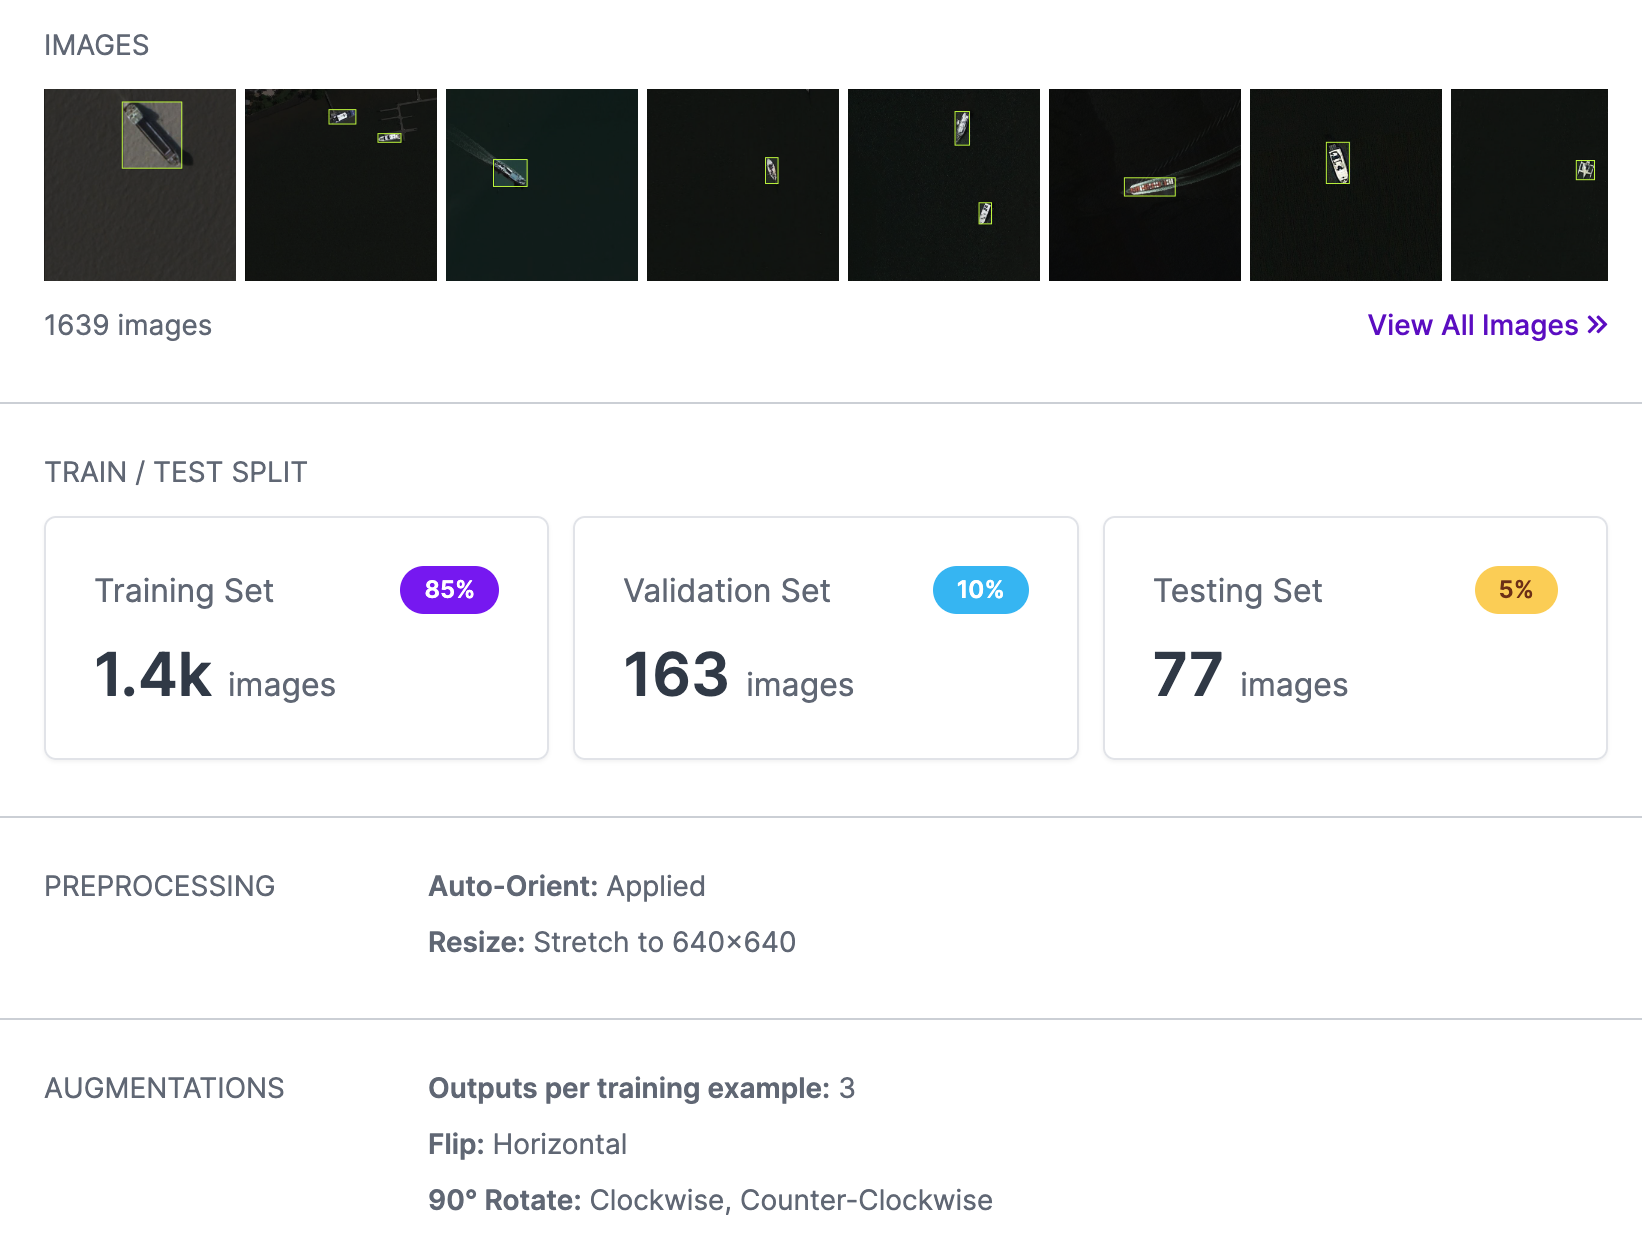 IMAGES
1639 images
View All Images »
TRAIN / TEST SPLIT
Training Set 85%
1.4k images
Validation Set 10%
163 images
Testing Set 5%
77 images
PREPROCESSING
Auto-Orient: Applied
Resize: Stretch to 640×640
AUGMENTATIONS
Outputs per training example: 3
Flip: Horizontal
90° Rotate: Clockwise, Counter-Clockwise